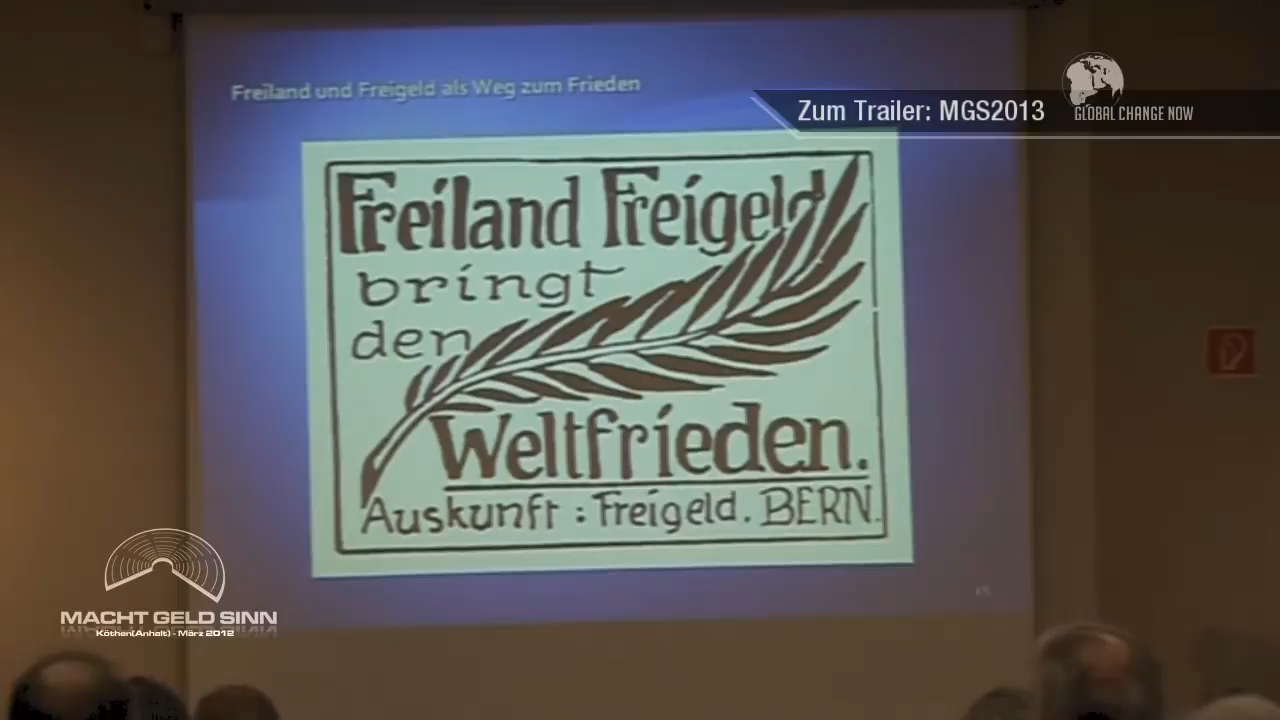 Freiland und Freigeld als Weg zum Frieden
Zum Trailer: MGS2013
GLOBAL CHANGE NOW
Freiland Freigeld
bringt
den
Weltfrieden.
Auskunft : Freigeld. BERN.
MACHT GELD SINN
Köthen(Anhalt) - März 2012